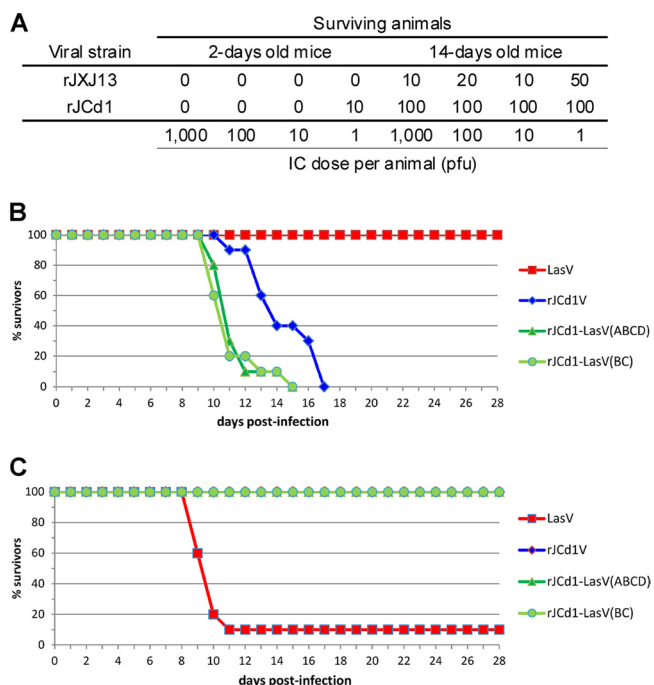 A
Surviving animals
Viral strain 2-days old mice 14-days old mice
rJXJ13 0 0 0 0 10 20 10 50
rJCd1 0 0 0 10 100 100 100 100
1,000 100 10 1 1,000 100 10 1
IC dose per animal (pfu)
B
100
80
60
40
20
0
% survivors
0 2 4 6 8 10 12 14 16 18 20 22 24 26 28
days post-infection
LasV
rJCd1V
rJCd1-LasV(ABCD)
rJCd1-LasV(BC)
C
100
80
60
40
20
0
% survivors
0 2 4 6 8 10 12 14 16 18 20 22 24 26 28
days post-infection
LasV
rJCd1V
rJCd1-LasV(ABCD)
rJCd1-LasV(BC)